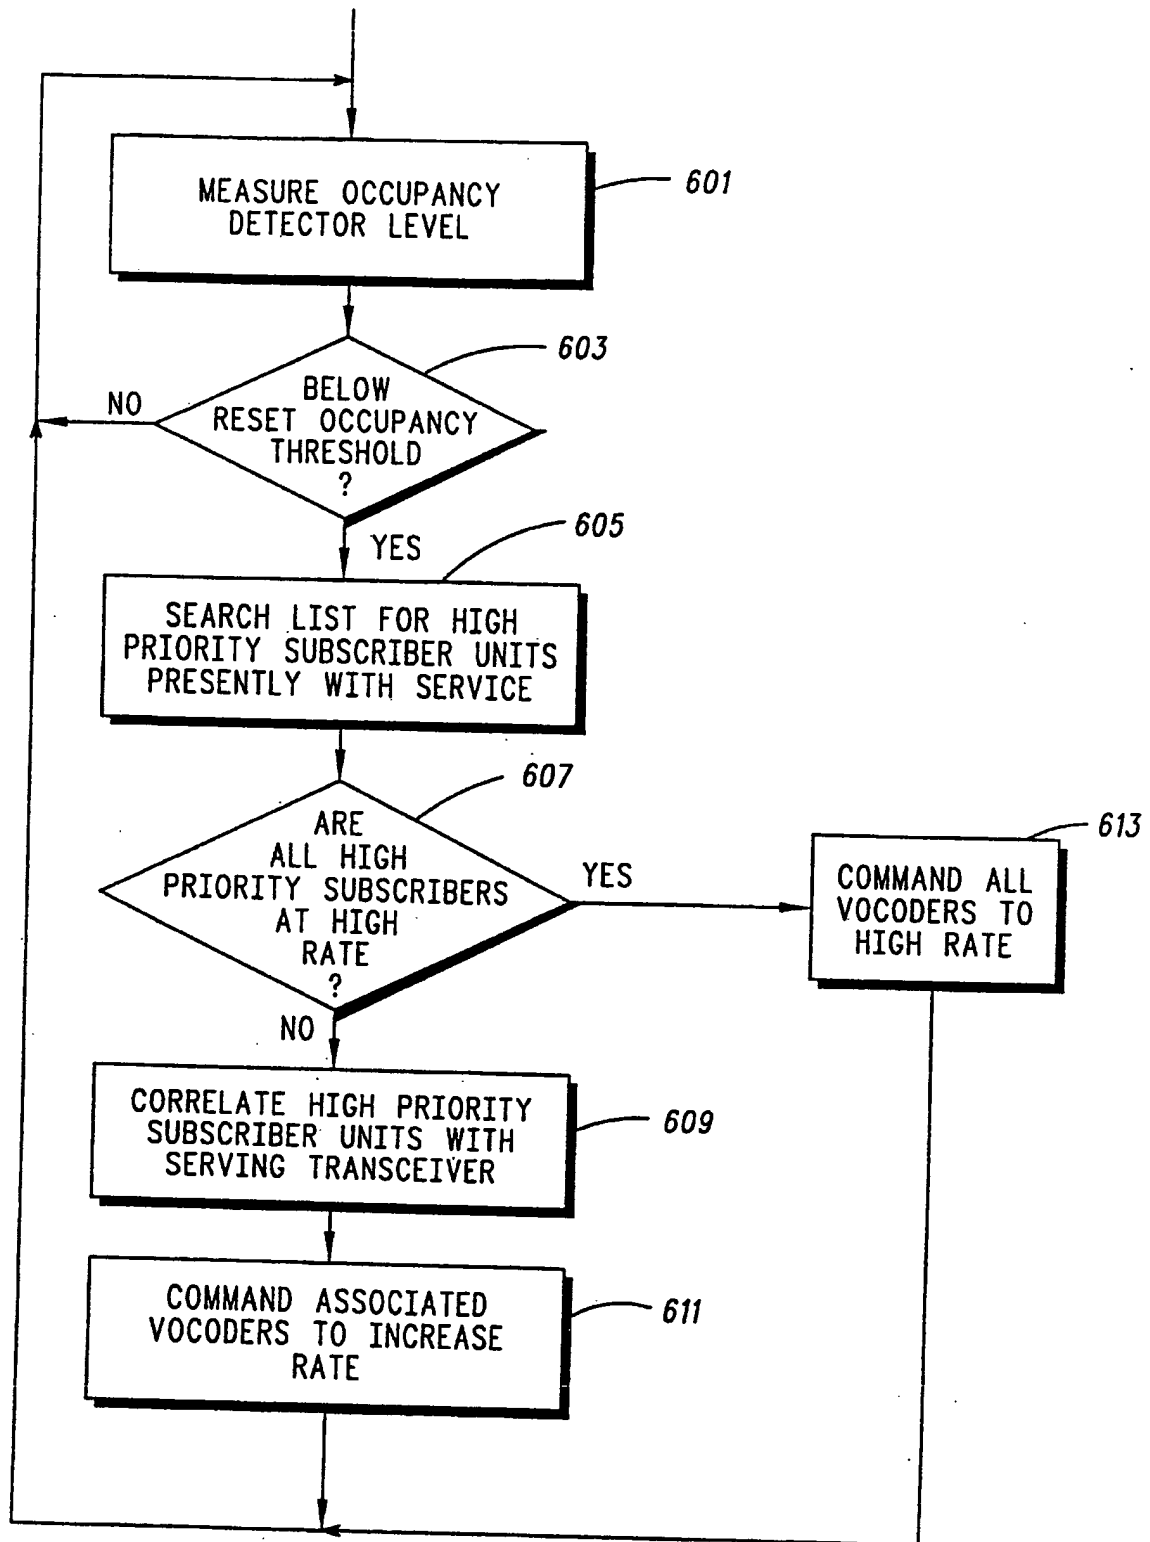 MEASURE OCCUPANCY
DETECTOR LEVEL
601
BELOW
RESET OCCUPANCY
THRESHOLD
?
603
NO
YES
605
SEARCH LIST FOR HIGH
PRIORITY SUBSCRIBER UNITS
PRESENTLY WITH SERVICE
607
ARE
ALL HIGH
PRIORITY SUBSCRIBERS
AT HIGH
RATE
?
YES
613
COMMAND ALL
VOCODERS TO
HIGH RATE
NO
CORRELATE HIGH PRIORITY
SUBSCRIBER UNITS WITH
SERVING TRANSCEIVER
609
COMMAND ASSOCIATED
VOCODERS TO INCREASE
RATE
611